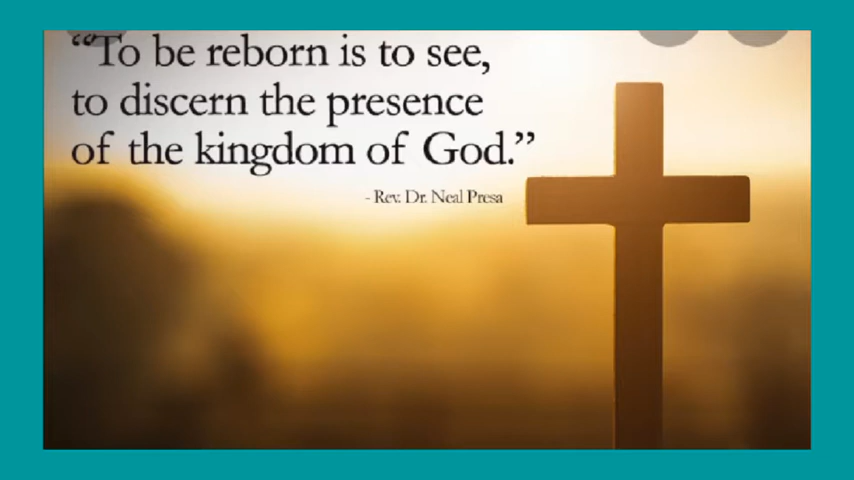 “To be reborn is to see,
to discern the presence
of the kingdom of God.”
- Rev. Dr. Neal Presa